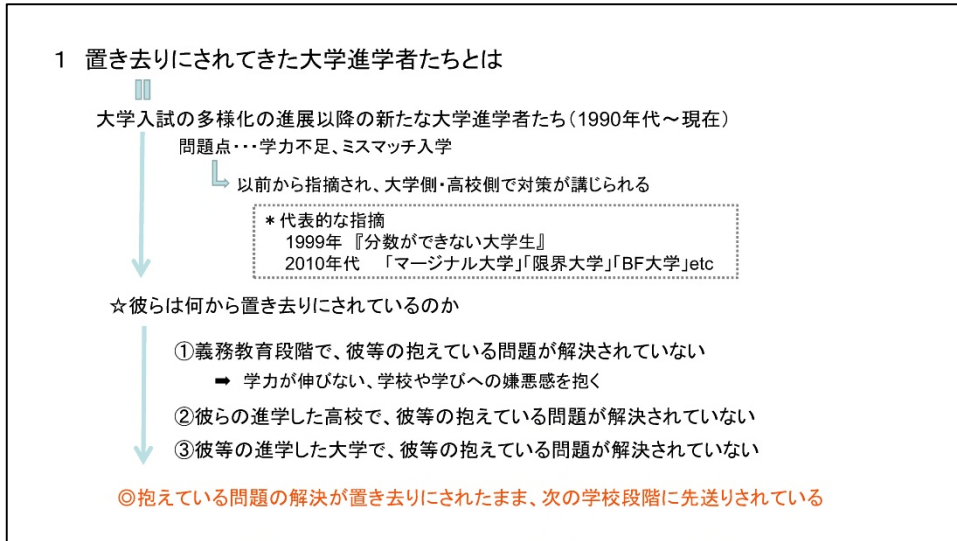 1 置き去りにされてきた大学進学者たちとは
大学入試の多様化の進展以降の新たな大学進学者たち(1990年代～現在)
問題点・・・学力不足、ミスマッチ入学
以前から指摘され、大学側・高校側で対策が講じられる
＊代表的な指摘
1999年 『分数ができない大学生』
2010年代 「マージナル大学」「限界大学」「BF大学」etc
☆彼らは何から置き去りにされているのか
①義務教育段階で、彼等の抱えている問題が解決されていない
➡ 学力が伸びない、学校や学びへの嫌悪感を抱く
②彼らの進学した高校で、彼等の抱えている問題が解決されていない
③彼等の進学した大学で、彼等の抱えている問題が解決されていない
◎抱えている問題の解決が置き去りにされたまま、次の学校段階に先送りされている